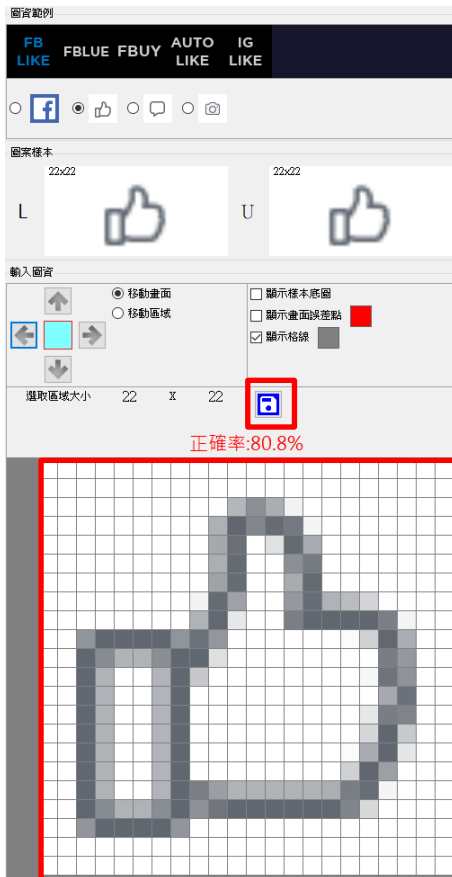 圖資範例
FB LIKE FBLUE FBUY AUTO LIKE IG LIKE
圖案樣本
L 22x22 U 22x22
輸入圖資
移動畫面
移動區域
顯示樣本底圖
顯示畫面誤差點
顯示格線
選取區域大小 22 X 22
正確率:80.8%